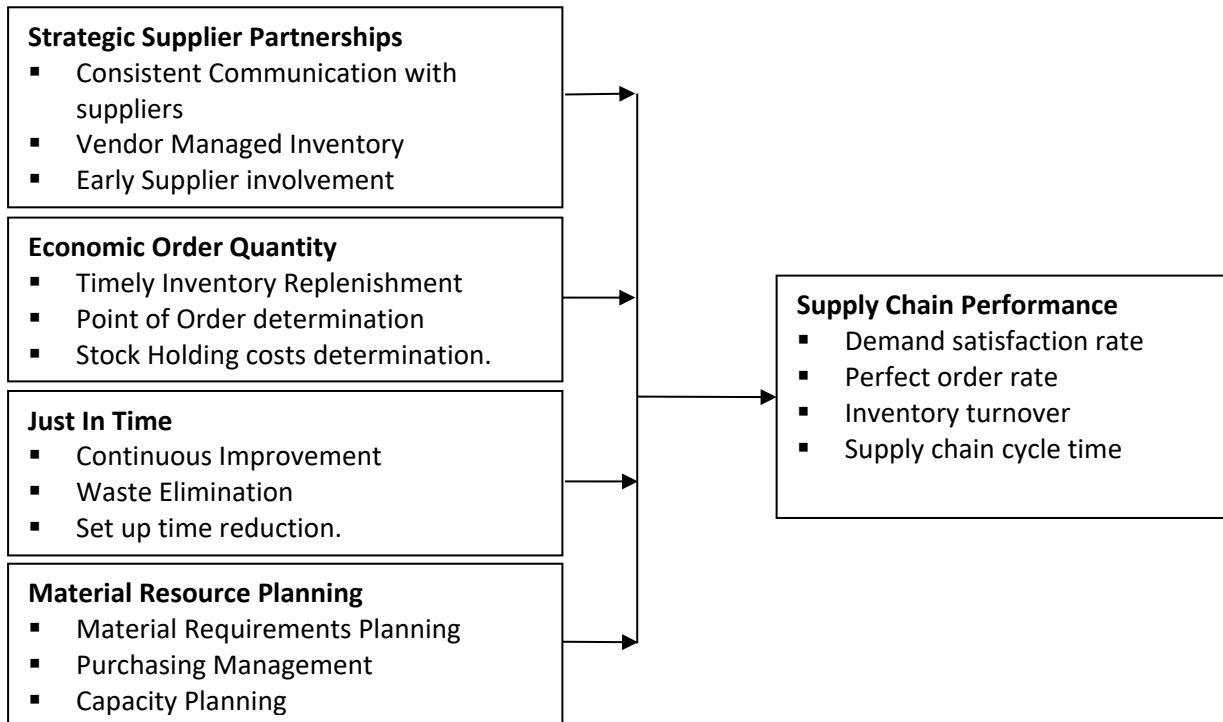 Strategic Supplier Partnerships
▪ Consistent Communication with
suppliers
▪ Vendor Managed Inventory
▪ Early Supplier involvement
Economic Order Quantity
▪ Timely Inventory Replenishment
▪ Point of Order determination
▪ Stock Holding costs determination.
Just In Time
▪ Continuous Improvement
▪ Waste Elimination
▪ Set up time reduction.
Material Resource Planning
▪ Material Requirements Planning
▪ Purchasing Management
▪ Capacity Planning
Supply Chain Performance
▪ Demand satisfaction rate
▪ Perfect order rate
▪ Inventory turnover
▪ Supply chain cycle time